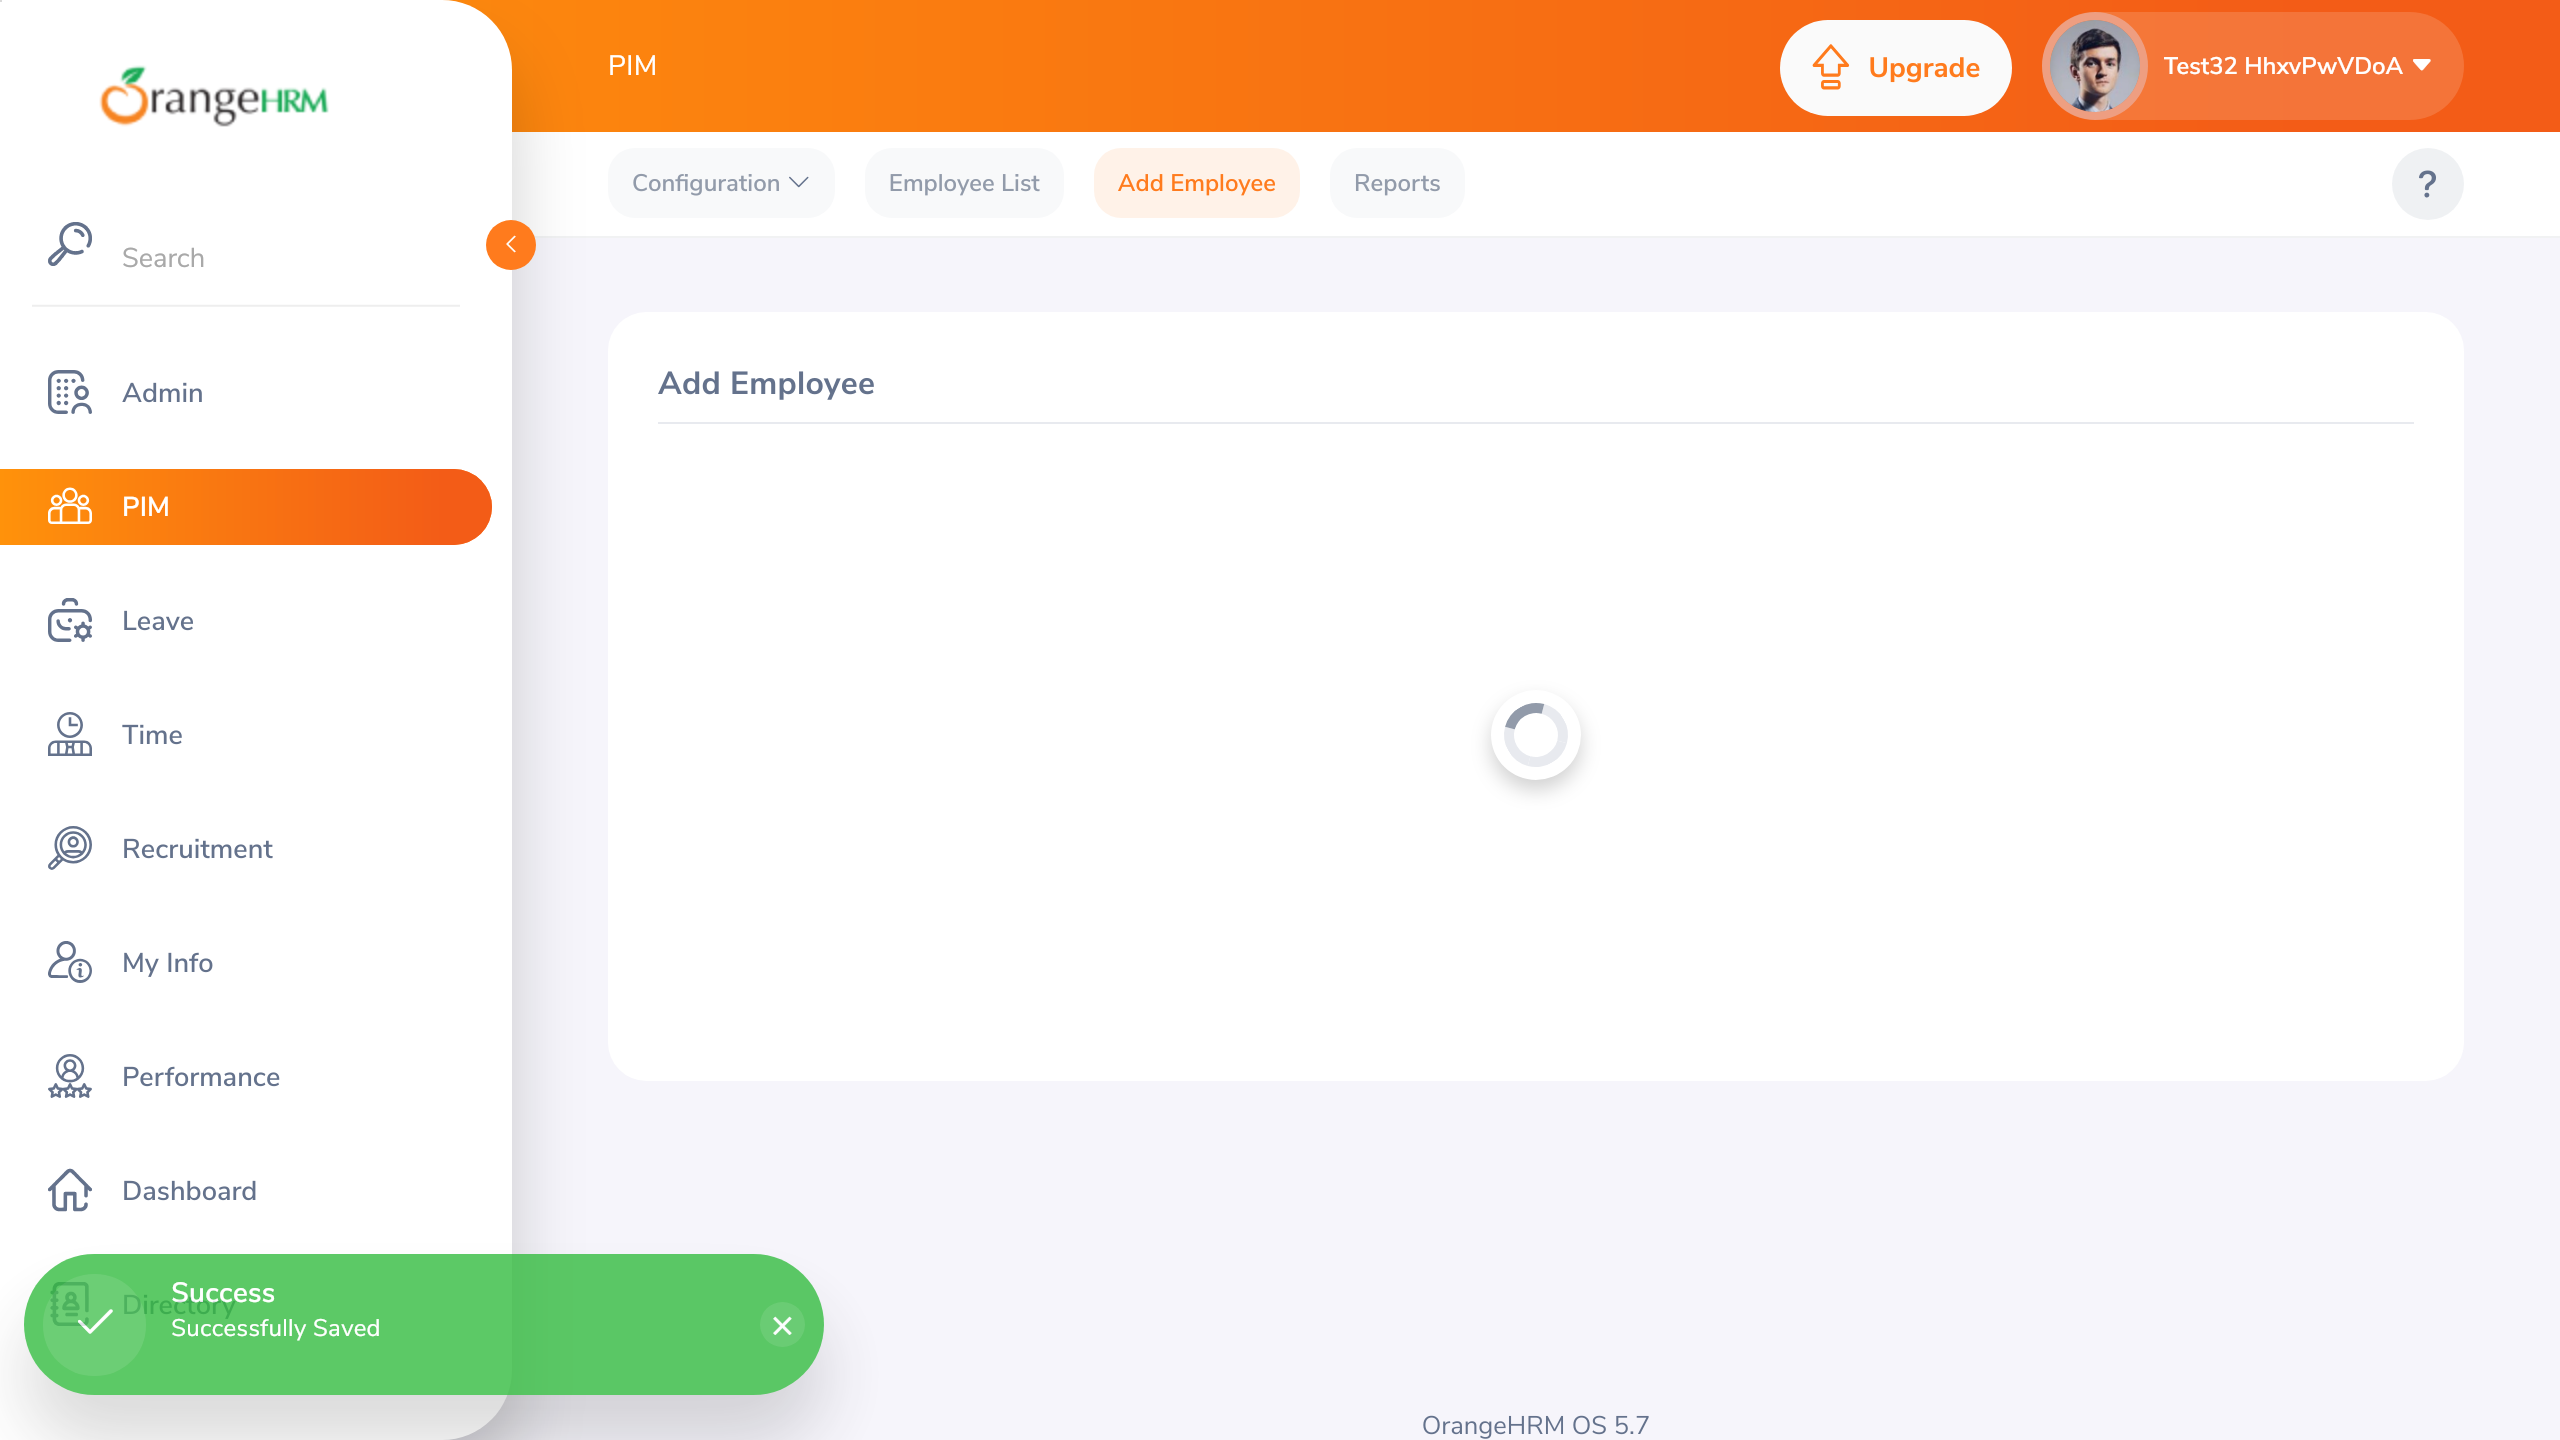 OrangeHRM
PIM
Upgrade
Test32 HhxvPwVDoA
Configuration
Employee List
Add Employee
Reports
?
Search
Admin
PIM
Leave
Time
Recruitment
My Info
Performance
Dashboard
Directory
Add Employee
Success
Successfully Saved
OrangeHRM OS 5.7